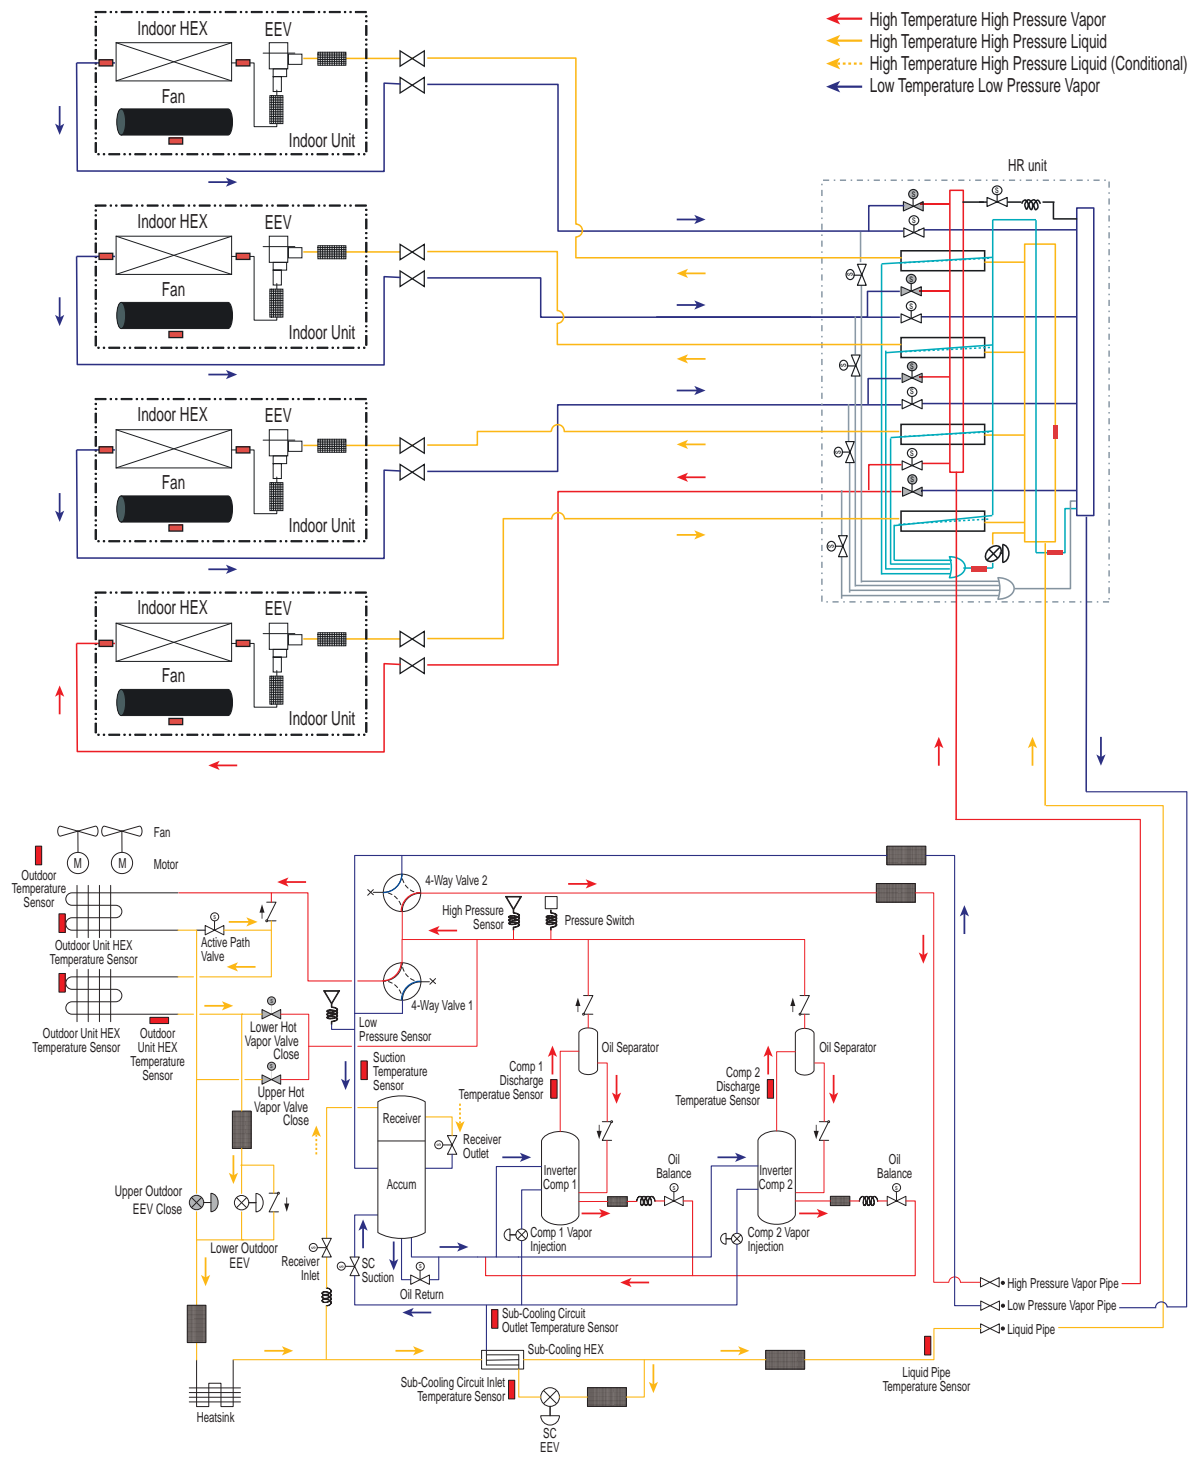 High Temperature High Pressure Vapor
High Temperature High Pressure Liquid
High Temperature High Pressure Liquid (Conditional)
Low Temperature Low Pressure Vapor
Indoor HEX
EEV
Fan
Indoor Unit
HR unit
S
S
S
S
S
S
S
S
S
S
S
S
S
Indoor HEX
EEV
Fan
Indoor Unit
Indoor HEX
EEV
Fan
Indoor Unit
Indoor HEX
EEV
Fan
Indoor Unit
Fan
M
M
Motor
Outdoor
Temperature
Sensor
4-Way Valve 2
High Pressure
Sensor
Pressure Switch
S
Active Path
Valve
Outdoor Unit HEX
Temperature Sensor
4-Way Valve 1
Outdoor Unit HEX
Temperature Sensor
Outdoor
Unit HEX
Temperature
Sensor
S
Lower Hot
Vapor Valve
Close
S
Upper Hot
Vapor Valve
Close
Low
Pressure Sensor
Suction
Temperature
Sensor
Oil Separator
Oil Separator
Comp 1
Discharge
Temperatue Sensor
Comp 2
Discharge
Temperatue Sensor
Receiver
S
Receiver
Outlet
Accum
Inverter
Comp 1
Oil
Balance
S
Inverter
Comp 2
Oil
Balance
S
Upper Outdoor
EEV Close
Lower Outdoor
EEV
S
Receiver
Inlet
S
SC
Suction
S
Oil Return
Comp 1 Vapor
Injection
Comp 2 Vapor
Injection
High Pressure Vapor Pipe
Low Pressure Vapor Pipe
Liquid Pipe
Sub-Cooling Circuit
Outlet Temperature Sensor
Sub-Cooling HEX
Sub-Cooling Circuit Inlet
Temperature Sensor
Liquid Pipe
Temperature Sensor
Heatsink
SC
EEV